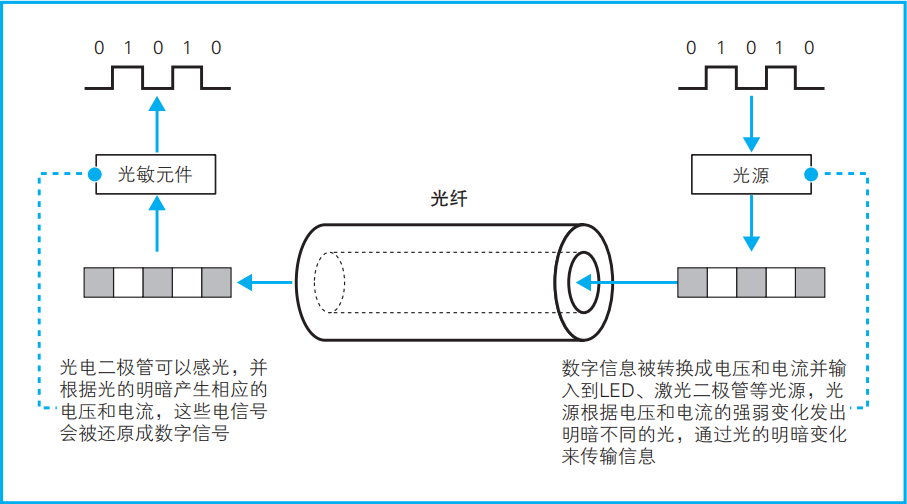 0 1 0 1 0
0 1 0 1 0
光敏元件
光源
光纤
光电二极管可以感光，并
根据光的明暗产生相应的
电压和电流，这些电信号
会被还原成数字信号
数字信息被转换成电压和电流并输
入到LED、激光二极管等光源，光
源根据电压和电流的强弱变化发出
明暗不同的光，通过光的明暗变化
来传输信息